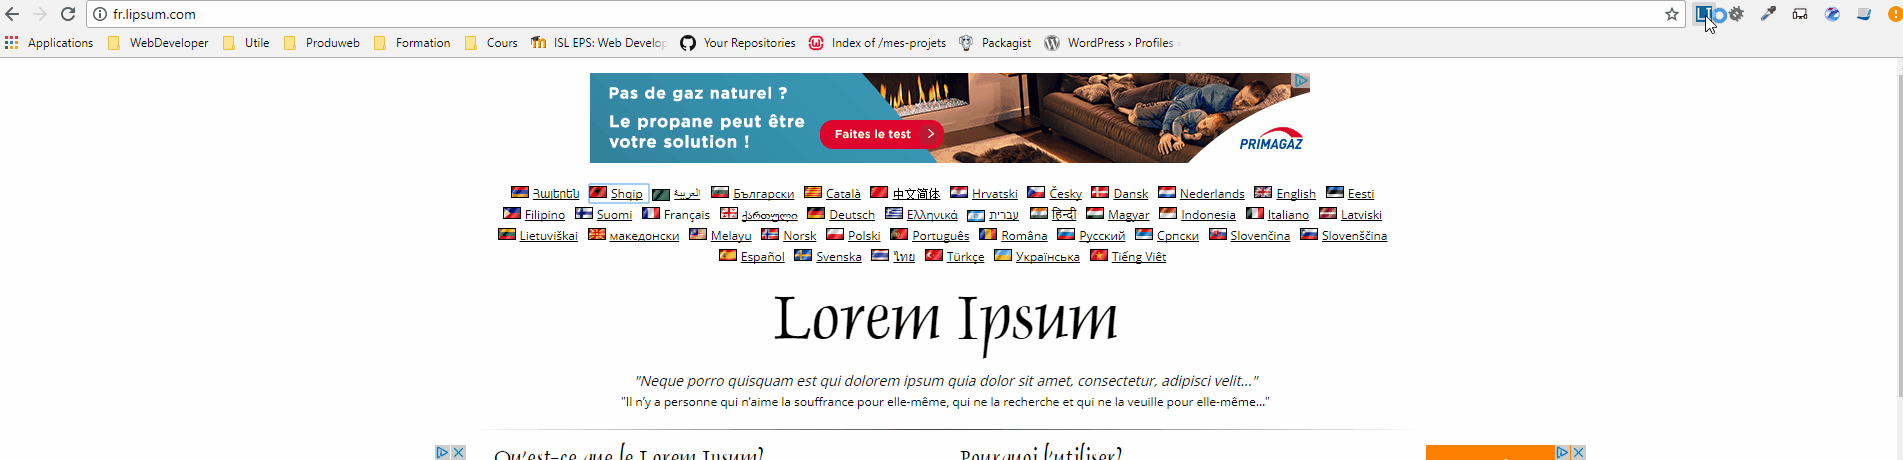 fr.lipsum.com
Applications WebDeveloper Utile Produweb Formation Cours ISL EPS: Web Develop Your Repositories Index of /mes-projets Packagist WordPress › Profiles
Pas de gaz naturel ?
Le propane peut être
votre solution !
Faites le test
PRIMAGAZ
Հայերեն Shqip العربية Български Català 中文简体 Hrvatski Česky Dansk Nederlands English Eesti
Filipino Suomi Français ქართული Deutsch Ελληνικά עברית हिन्दी Magyar Indonesia Italiano Latviski
Lietuviškai македонски Melayu Norsk Polski Português Româna Русский Српски Slovenčina Slovenščina
Español Svenska ไทย Türkçe Українська Tiếng Việt
Lorem Ipsum
"Neque porro quisquam est qui dolorem ipsum quia dolor sit amet, consectetur, adipisci velit..."
"Il n'y a personne qui n'aime la souffrance pour elle-même, qui ne la recherche et qui ne la veuille pour elle-même..."
Qu'est-ce que le Lorem Ipsum? Pourquoi l'utiliser?